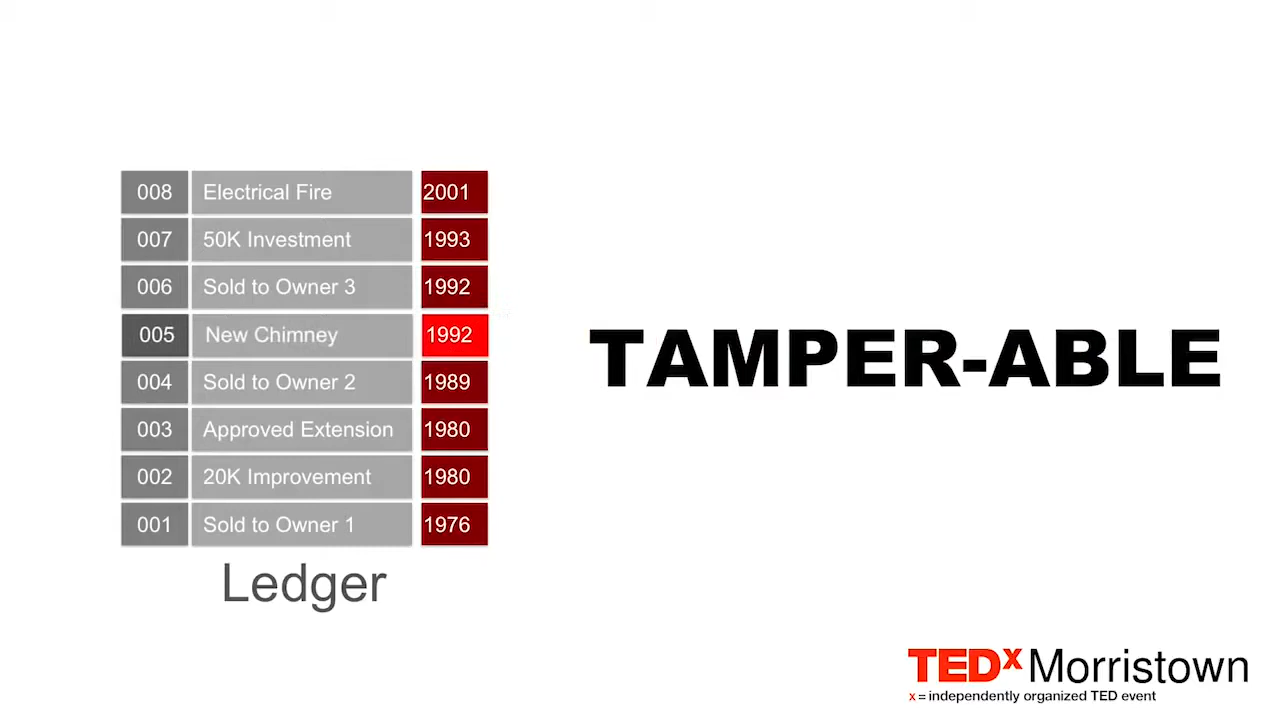 008 Electrical Fire 2001
007 50K Investment 1993
006 Sold to Owner 3 1992
005 New Chimney 1992
004 Sold to Owner 2 1989
003 Approved Extension 1980
002 20K Improvement 1980
001 Sold to Owner 1 1976
Ledger
TAMPER-ABLE
TEDx Morristown
x = independently organized TED event